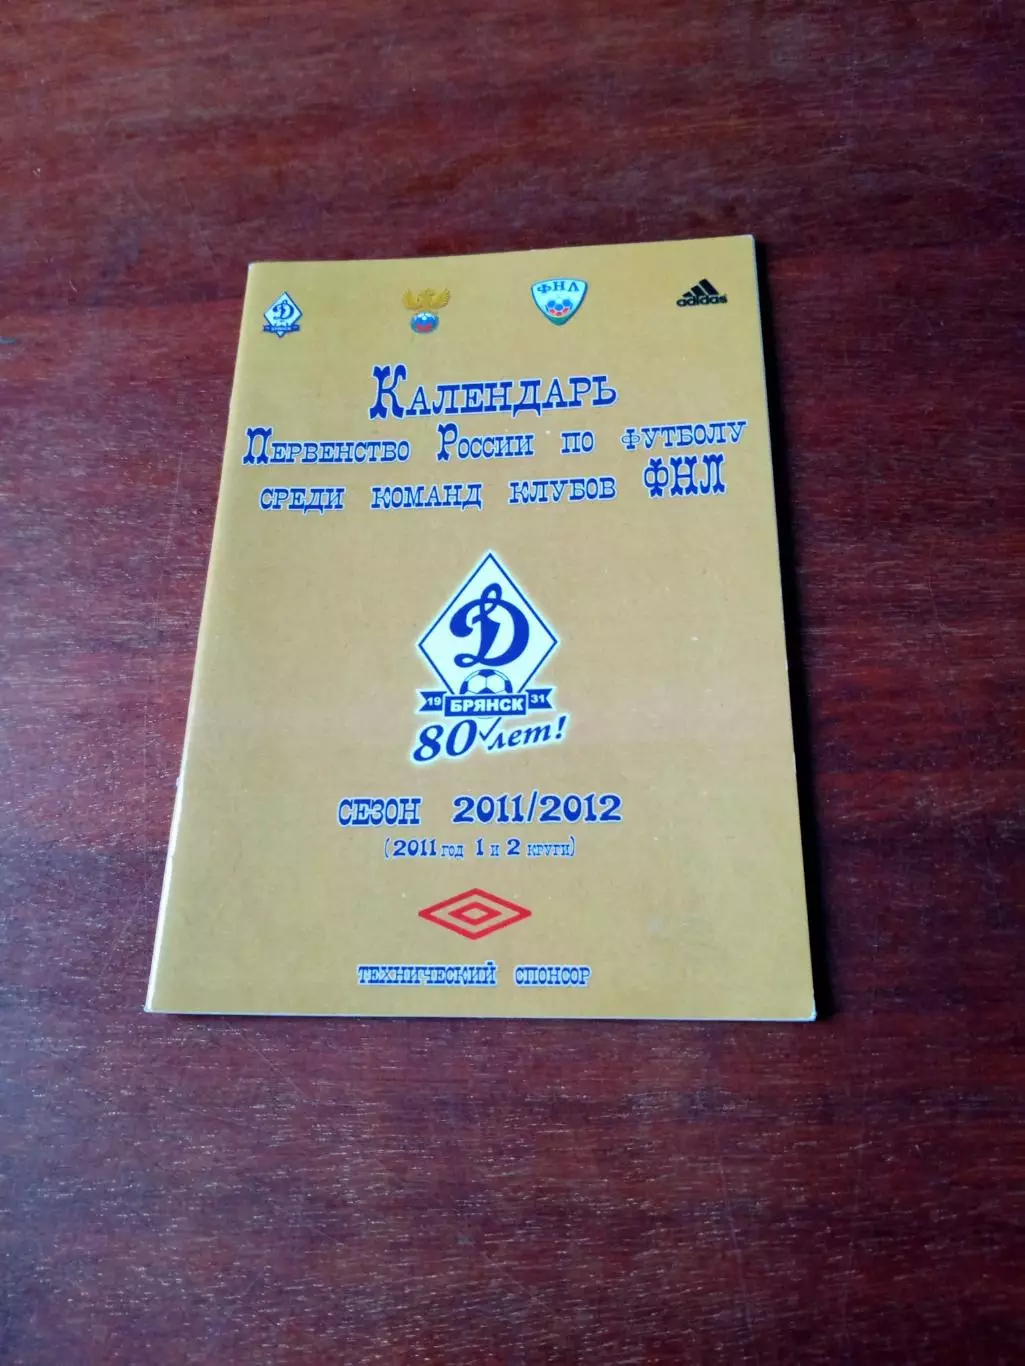 Д
БРЯНСК
ФНЛ
adidas
Календарь
Первенство России по футболу
среди команд клубов ФНЛ
Д
19 БРЯНСК 31
80 лет!
сезон 2011/2012
(2011 год 1 и 2 круги)
технический спонсор